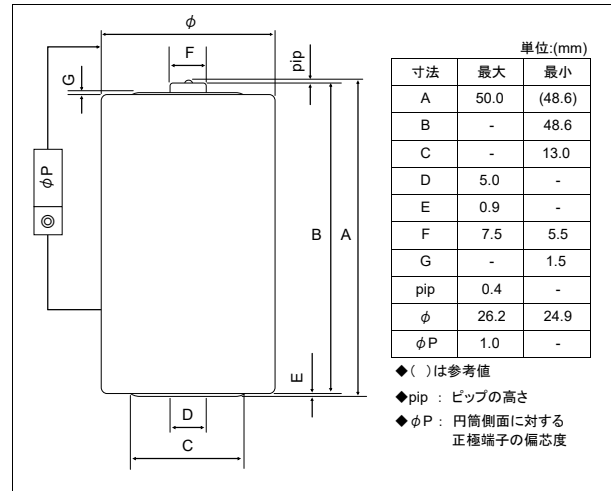 φ
F
pip
G
φP
◎
B
A
E
D
C
単位:(mm)
寸法 最大 最小
A 50.0 (48.6)
B - 48.6
C - 13.0
D 5.0 -
E 0.9 -
F 7.5 5.5
G - 1.5
pip 0.4 -
φ 26.2 24.9
φP 1.0 -
◆( )は参考値
◆pip : ピップの高さ
◆φP : 円筒側面に対する
正極端子の偏芯度